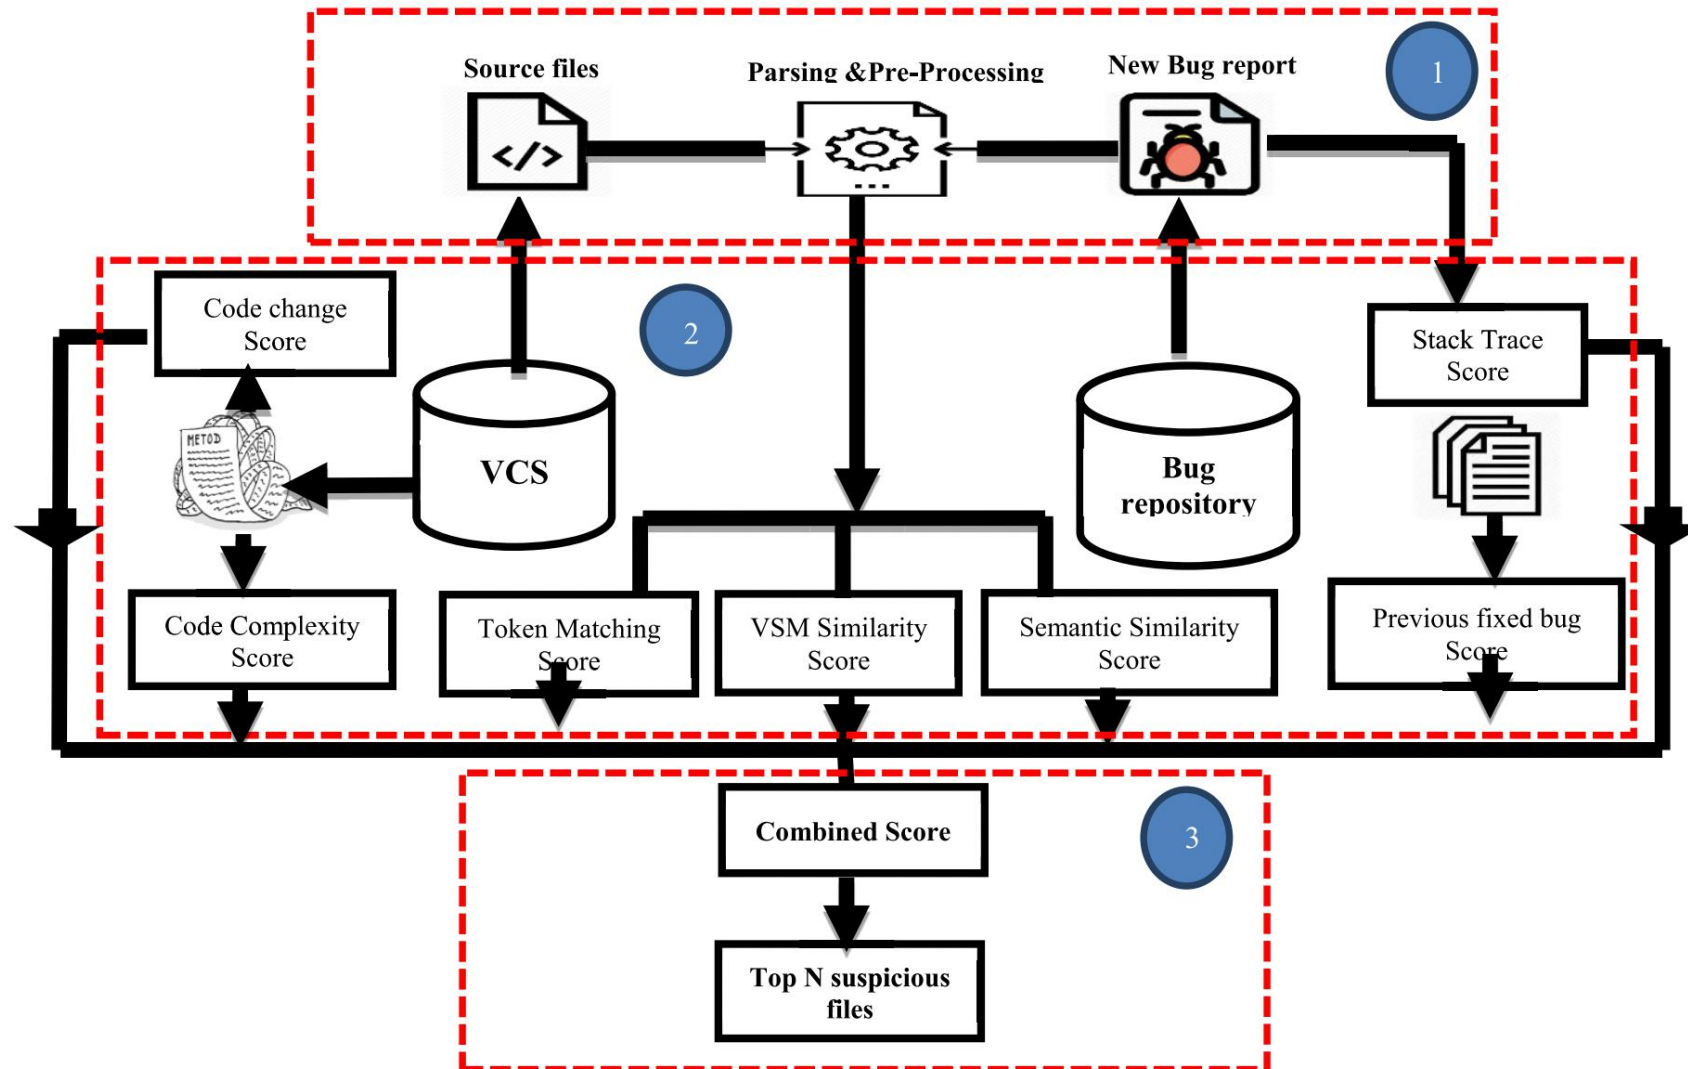 Source files
Parsing &Pre-Processing
New Bug report
1
Code change
Score
2
Stack Trace
Score
METOD
VCS
Bug
repository
Code Complexity
Score
Token Matching
Score
VSM Similarity
Score
Semantic Similarity
Score
Previous fixed bug
Score
Combined Score
3
Top N suspicious
files